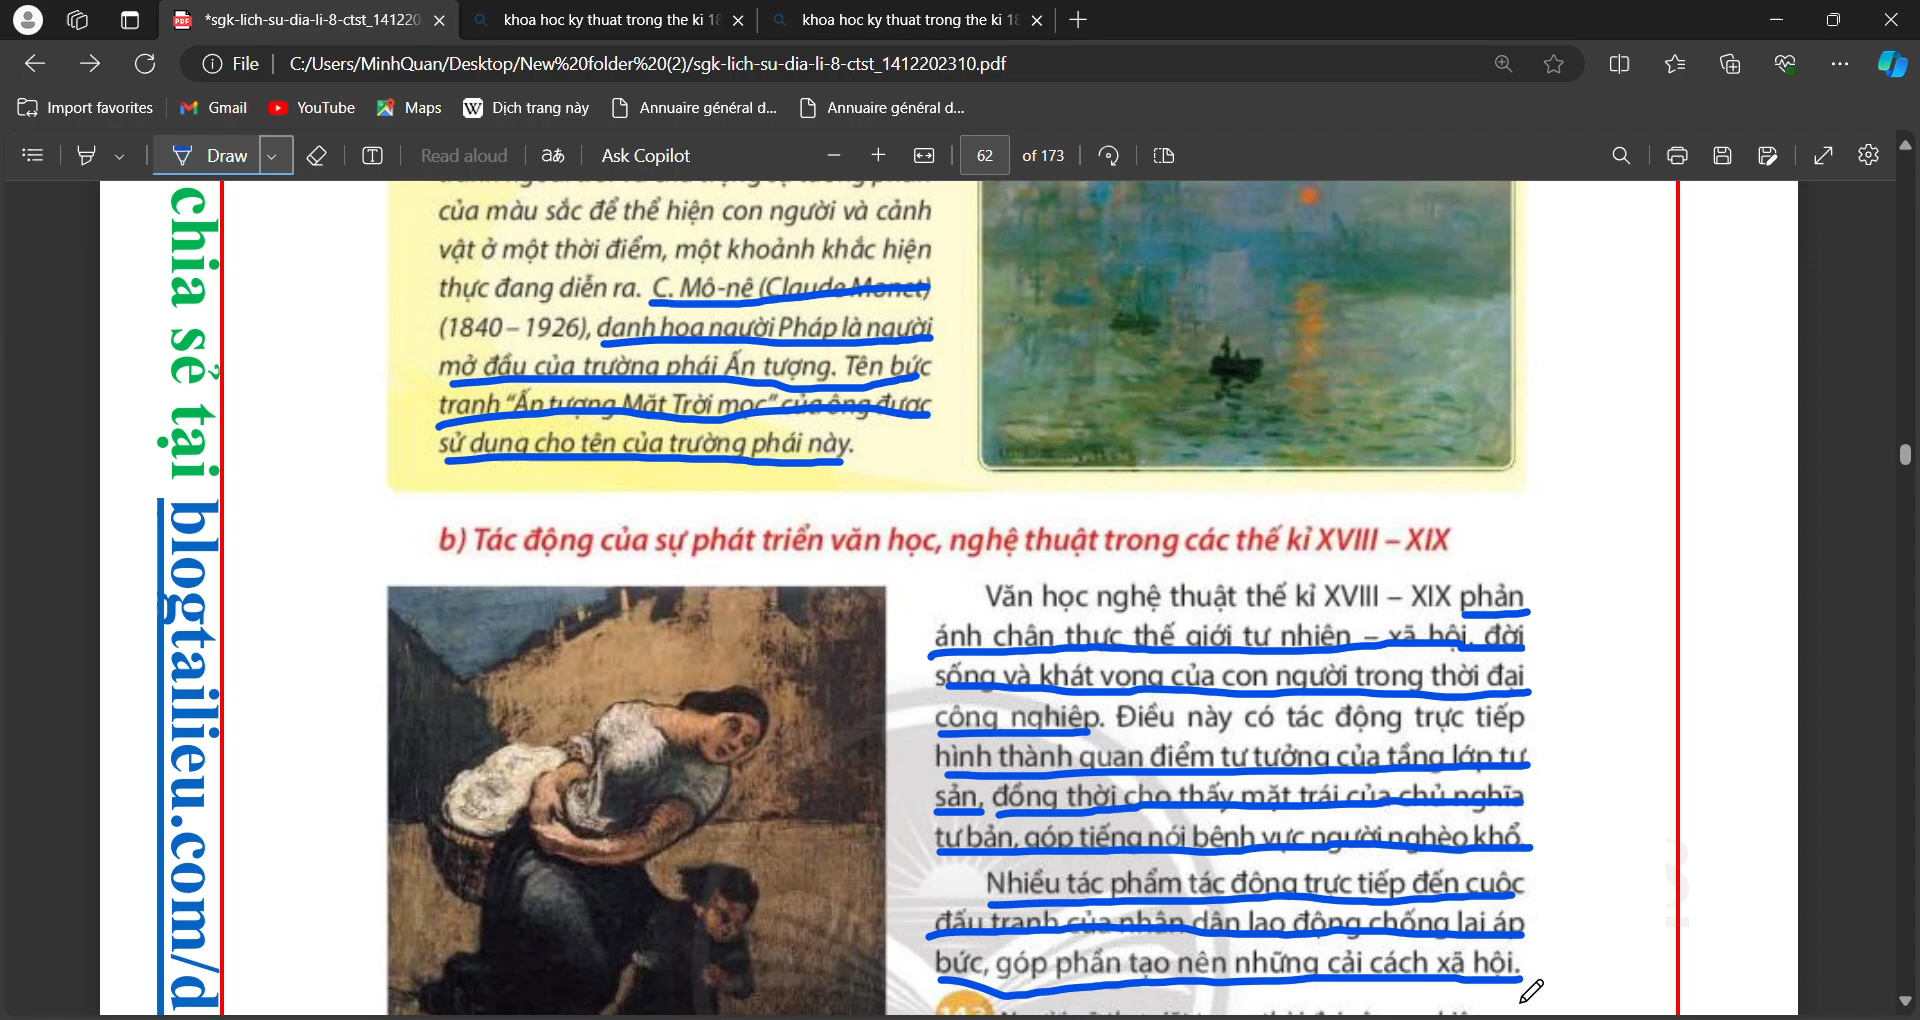 *sgk-lich-su-dia-li-8-ctst_141220
khoa hoc ky thuat trong the ki 18
khoa hoc ky thuat trong the ki 18
File
C:/Users/MinhQuan/Desktop/New%20folder%20(2)/sgk-lich-su-dia-li-8-ctst_1412202310.pdf
Import favorites
Gmail
YouTube
Maps
Dịch trang này
Annuaire général d...
Annuaire général d...
Draw
Read aloud
aあ
Ask Copilot
62
of 173
chia sẻ tại blogtailieu.com/d
của màu sắc để thể hiện con người và cảnh
vật ở một thời điểm, một khoảnh khắc hiện
thực đang diễn ra. C. Mô-nê (Claude Monet)
(1840 – 1926), danh hoạ người Pháp là người
mở đầu của trường phái Ấn tượng. Tên bức
tranh “Ấn tượng Mặt Trời mọc” của ông được
sử dụng cho tên của trường phái này.
b) Tác động của sự phát triển văn học, nghệ thuật trong các thế kỉ XVIII – XIX
Văn học nghệ thuật thế kỉ XVIII – XIX phản
ánh chân thực thế giới tự nhiên – xã hội, đời
sống và khát vọng của con người trong thời đại
công nghiệp. Điều này có tác động trực tiếp
hình thành quan điểm tư tưởng của tầng lớp tư
sản, đồng thời cho thấy mặt trái của chủ nghĩa
tư bản, góp tiếng nói bênh vực người nghèo khổ.
Nhiều tác phẩm tác động trực tiếp đến cuộc
đấu tranh của nhân dân lao động chống lại áp
bức, góp phần tạo nên những cải cách xã hội.